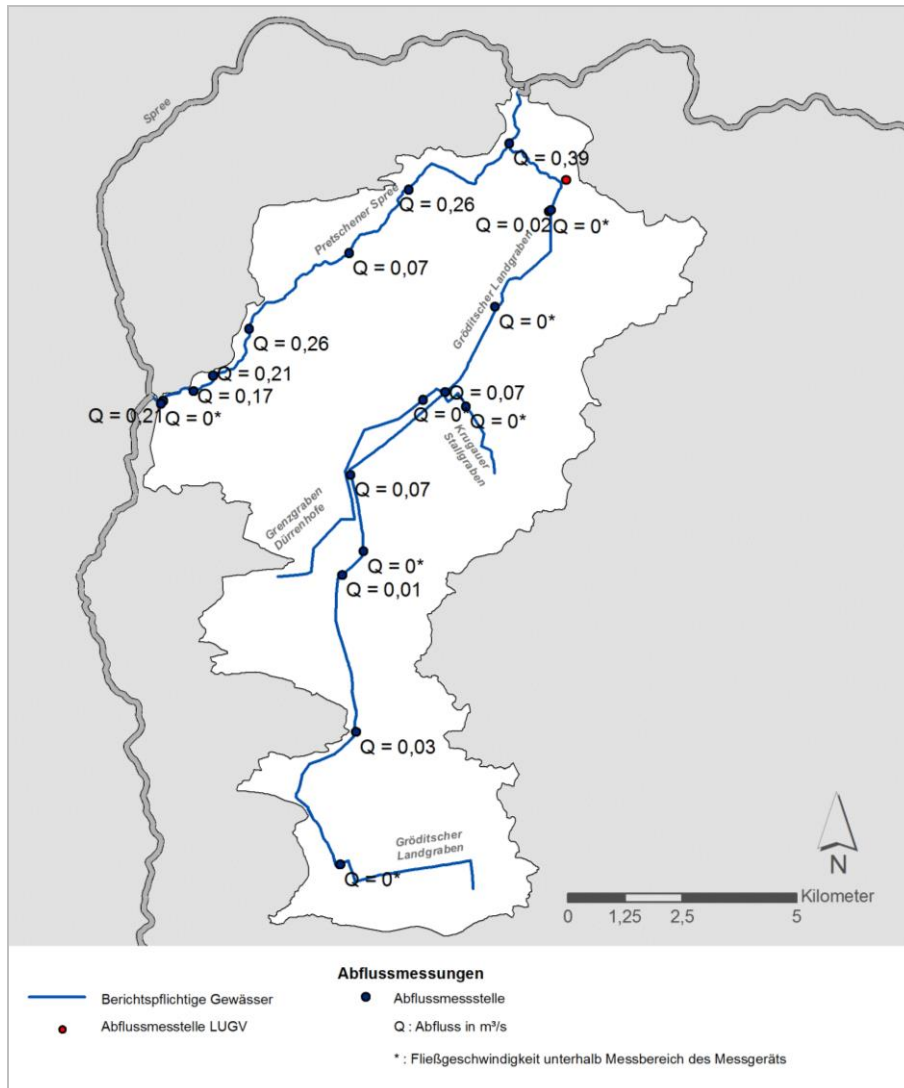 Spree
Q = 0,39
Pretschener Spree
Q = 0,26
Q = 0,02
Q = 0*
Q = 0,07
Gröditscher Landgraben
Q = 0*
Q = 0,26
Q = 0,21
Q = 0,17
Q = 0,07
Q = 0,21
Q = 0*
Q = 0*
Q = 0*
Krugauer
Stallgraben
Q = 0,07
Grenzgraben
Dürrenhofe
Q = 0*
Q = 0,01
Q = 0,03
Gröditscher
Landgraben
Q = 0*
N
Kilometer
0 1,25 2,5 5
Abflussmessungen
Berichtspflichtige Gewässer
Abflussmessstelle
Abflussmesstelle LUGV
Q : Abfluss in m³/s
* : Fließgeschwindigkeit unterhalb Messbereich des Messgeräts